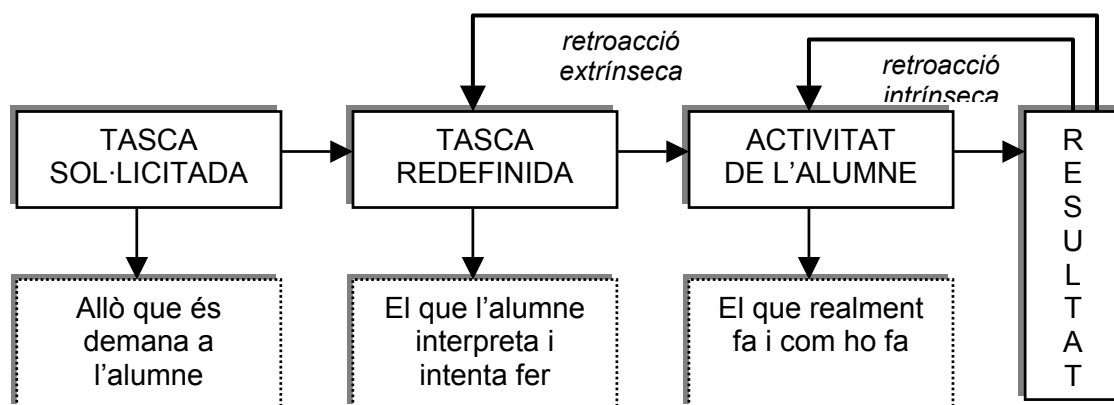 retroacció
extrínseca
retroacció
intrínseca
TASCA
SOL·LICITADA
TASCA
REDEFINIDA
ACTIVITAT
DE L’ALUMNE
R
E
S
U
L
T
A
T
Allò que és
demana a
l’alumne
El que l’alumne
interpreta i
intenta fer
El que realment
fa i com ho fa